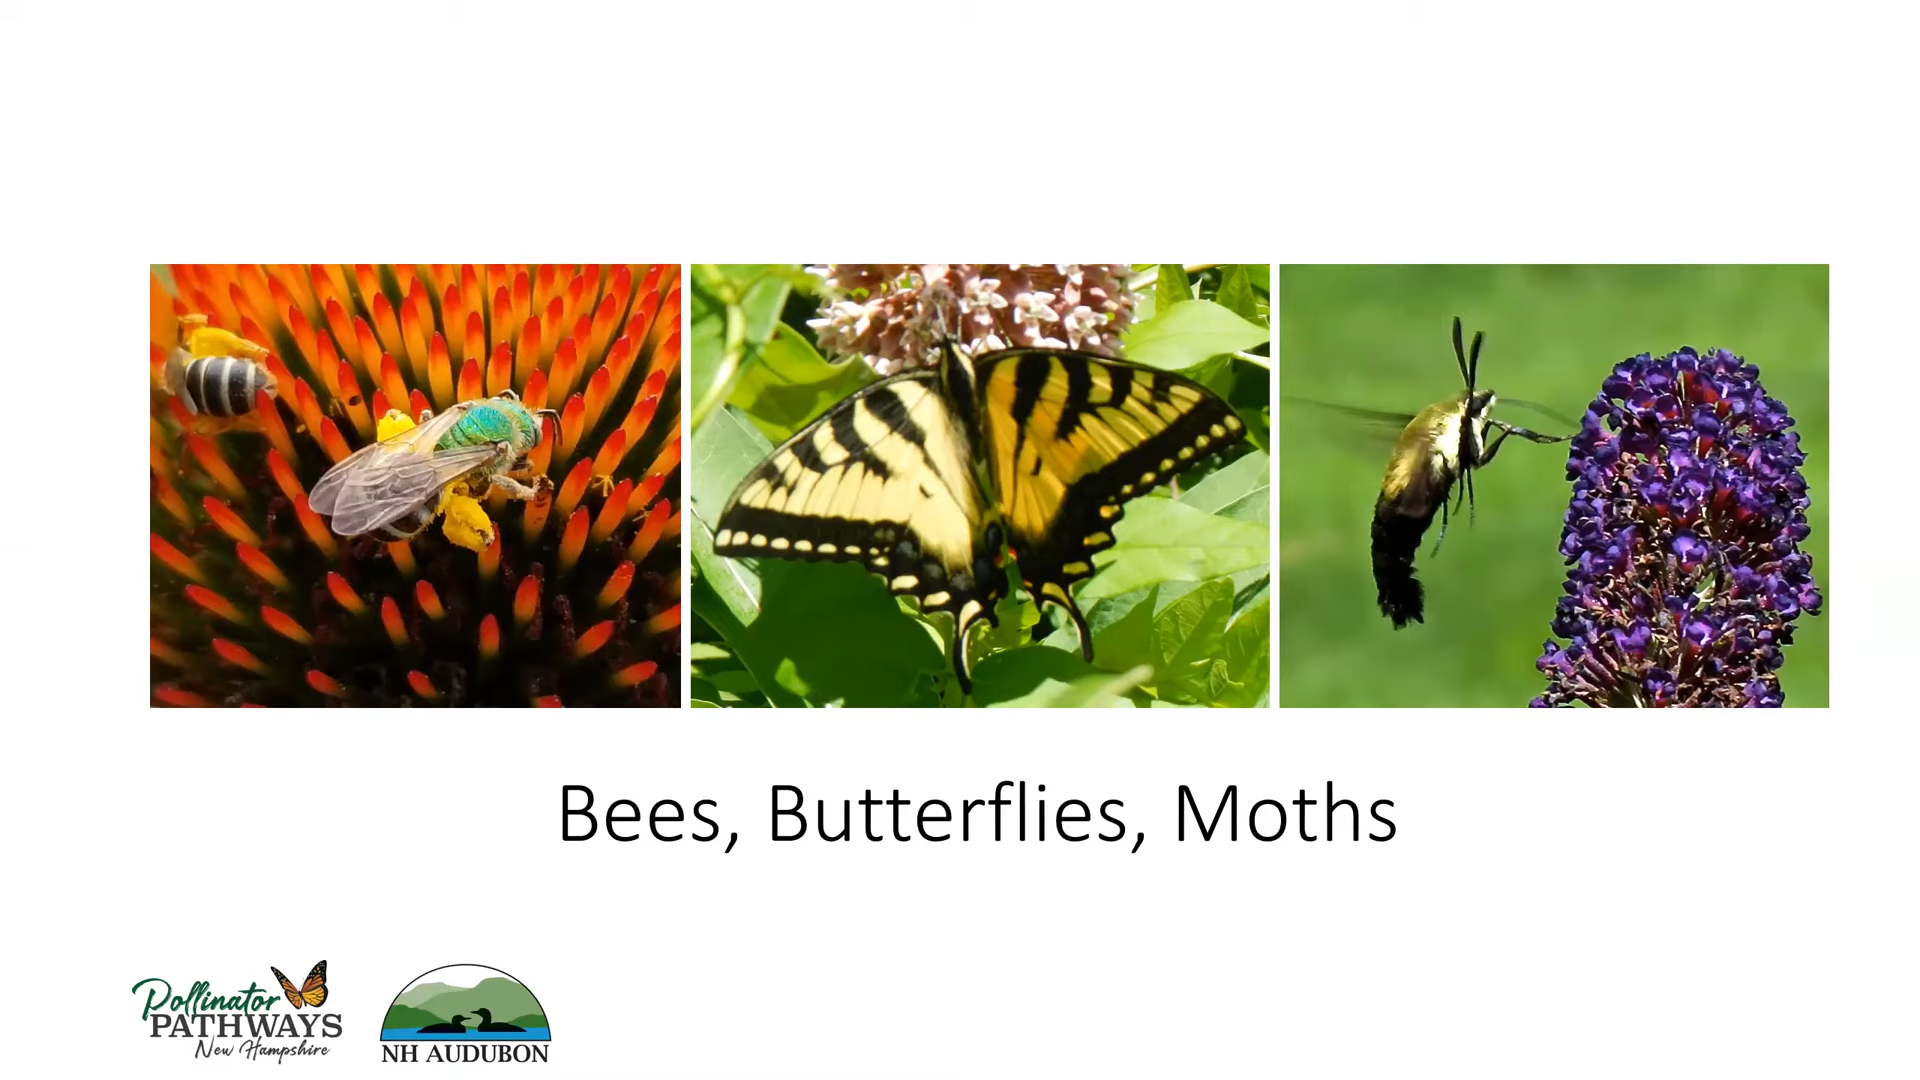 Bees, Butterflies, Moths
Pollinator
PATHWAYS
New Hampshire
NH AUDUBON